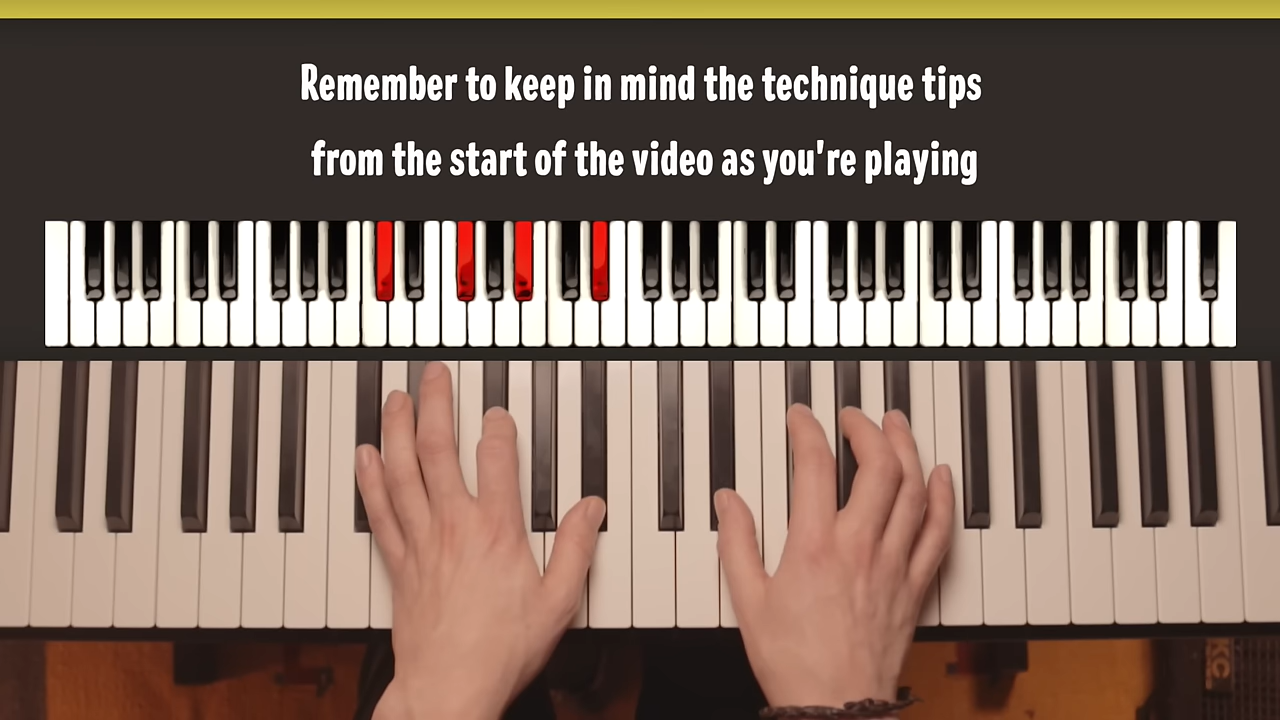 Remember to keep in mind the technique tips
from the start of the video as you're playing